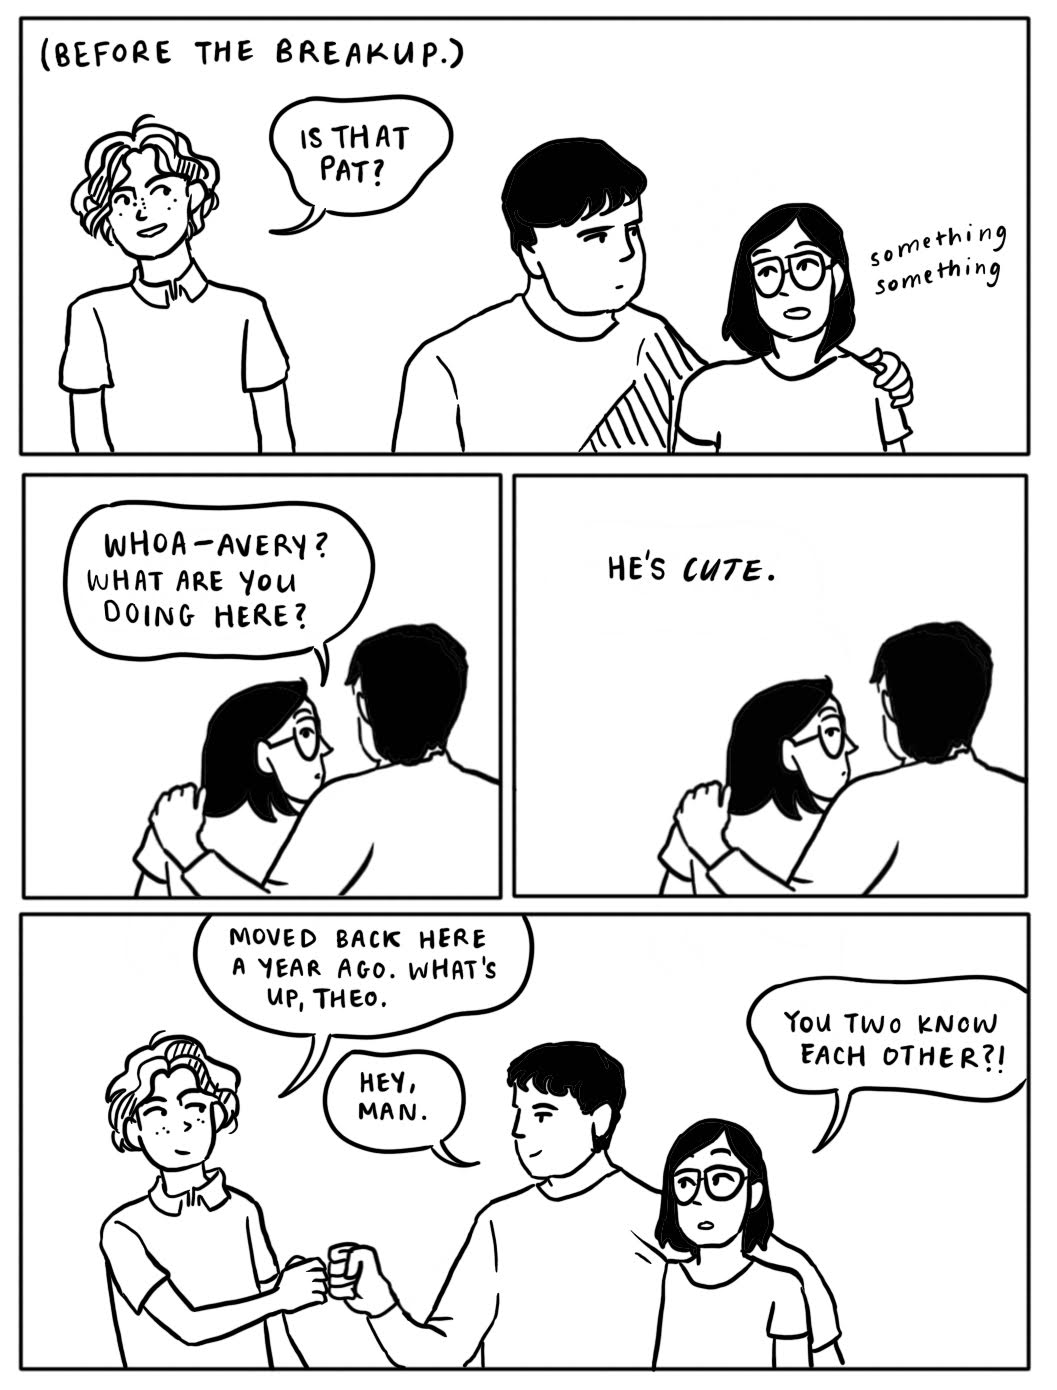 (BEFORE THE BREAKUP.)
IS THAT
PAT?
something
something
WHOA—AVERY?
WHAT ARE YOU
DOING HERE?
HE'S CUTE.
MOVED BACK HERE
A YEAR AGO. WHAT'S
UP, THEO.
HEY,
MAN.
YOU TWO KNOW
EACH OTHER?!